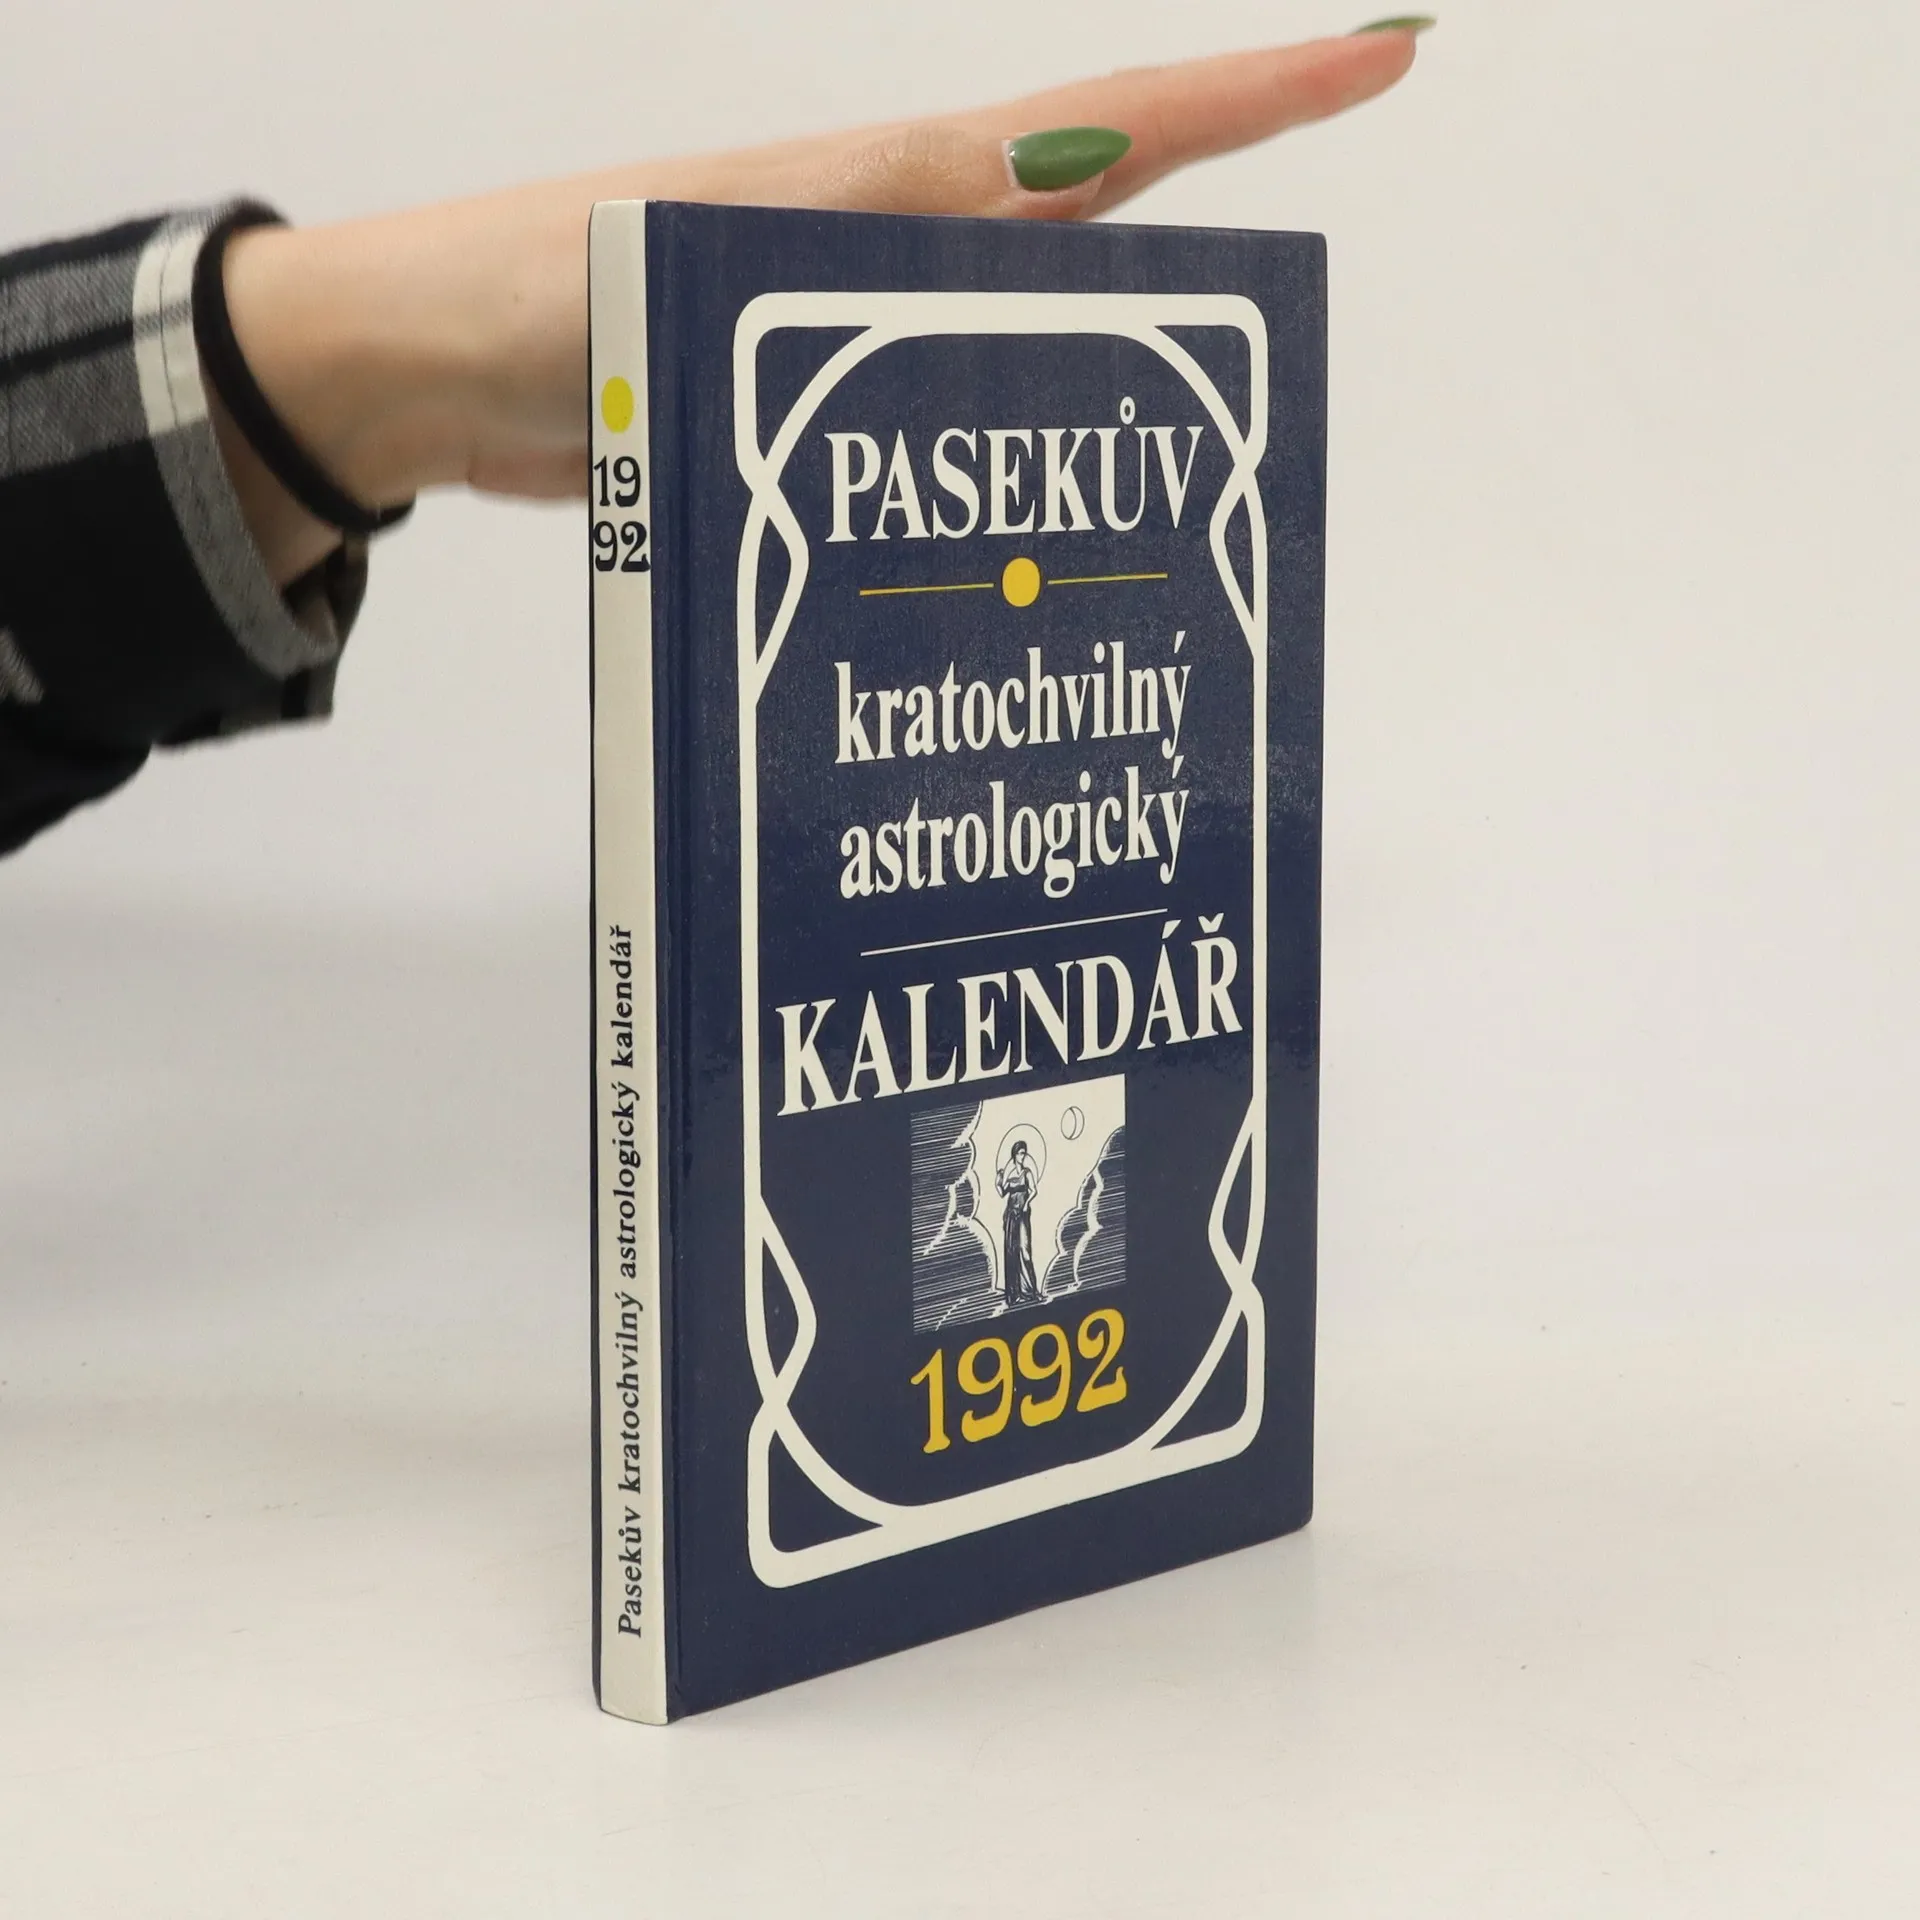 19
92
Pasekův kratochvilný astrologický kalendář
PASEKŮV
kratochvilný
astrologický
KALENDÁŘ
1992